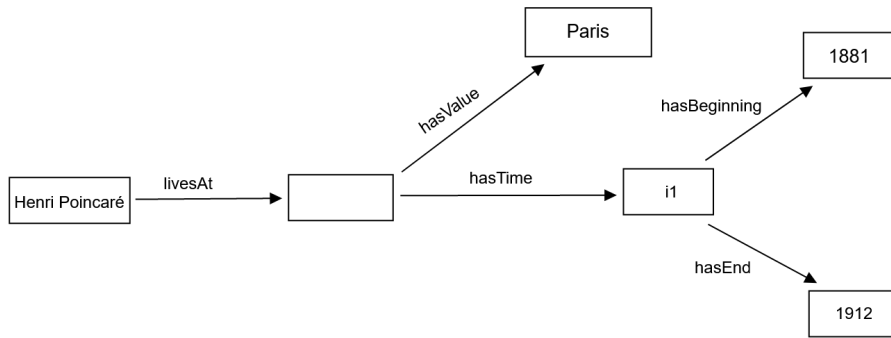 Paris
1881
hasValue
hasBeginning
Henri Poincaré
livesAt
hasTime
i1
hasEnd
1912